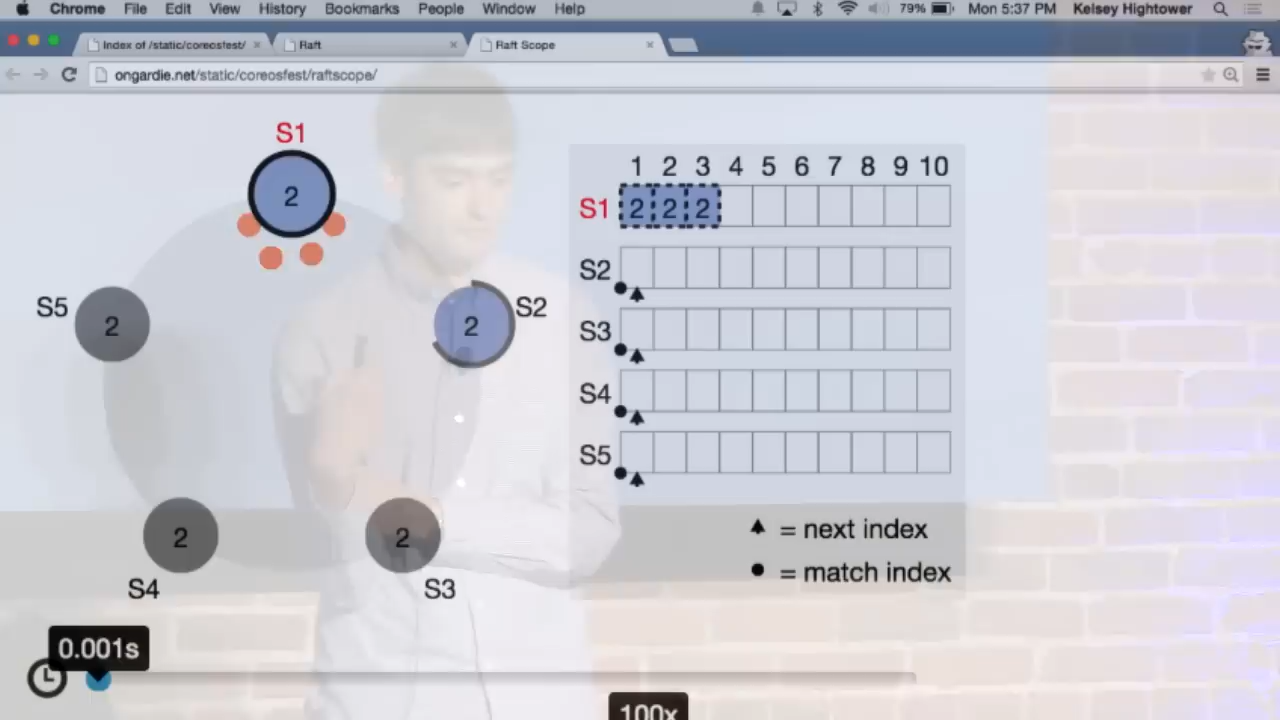 Chrome File Edit View History Bookmarks People Window Help 79% Mon 5:37 PM Kelsey Hightower
Index of /static/coreosfest/ Raft Raft Scope
ongardie.net/static/coreosfest/raftscope/
S1
2
S5
2
S2
2
S4
2
S3
2
1 2 3 4 5 6 7 8 9 10
S1 2 2 2
S2
S3
S4
S5
= next index
= match index
0.001s
100x